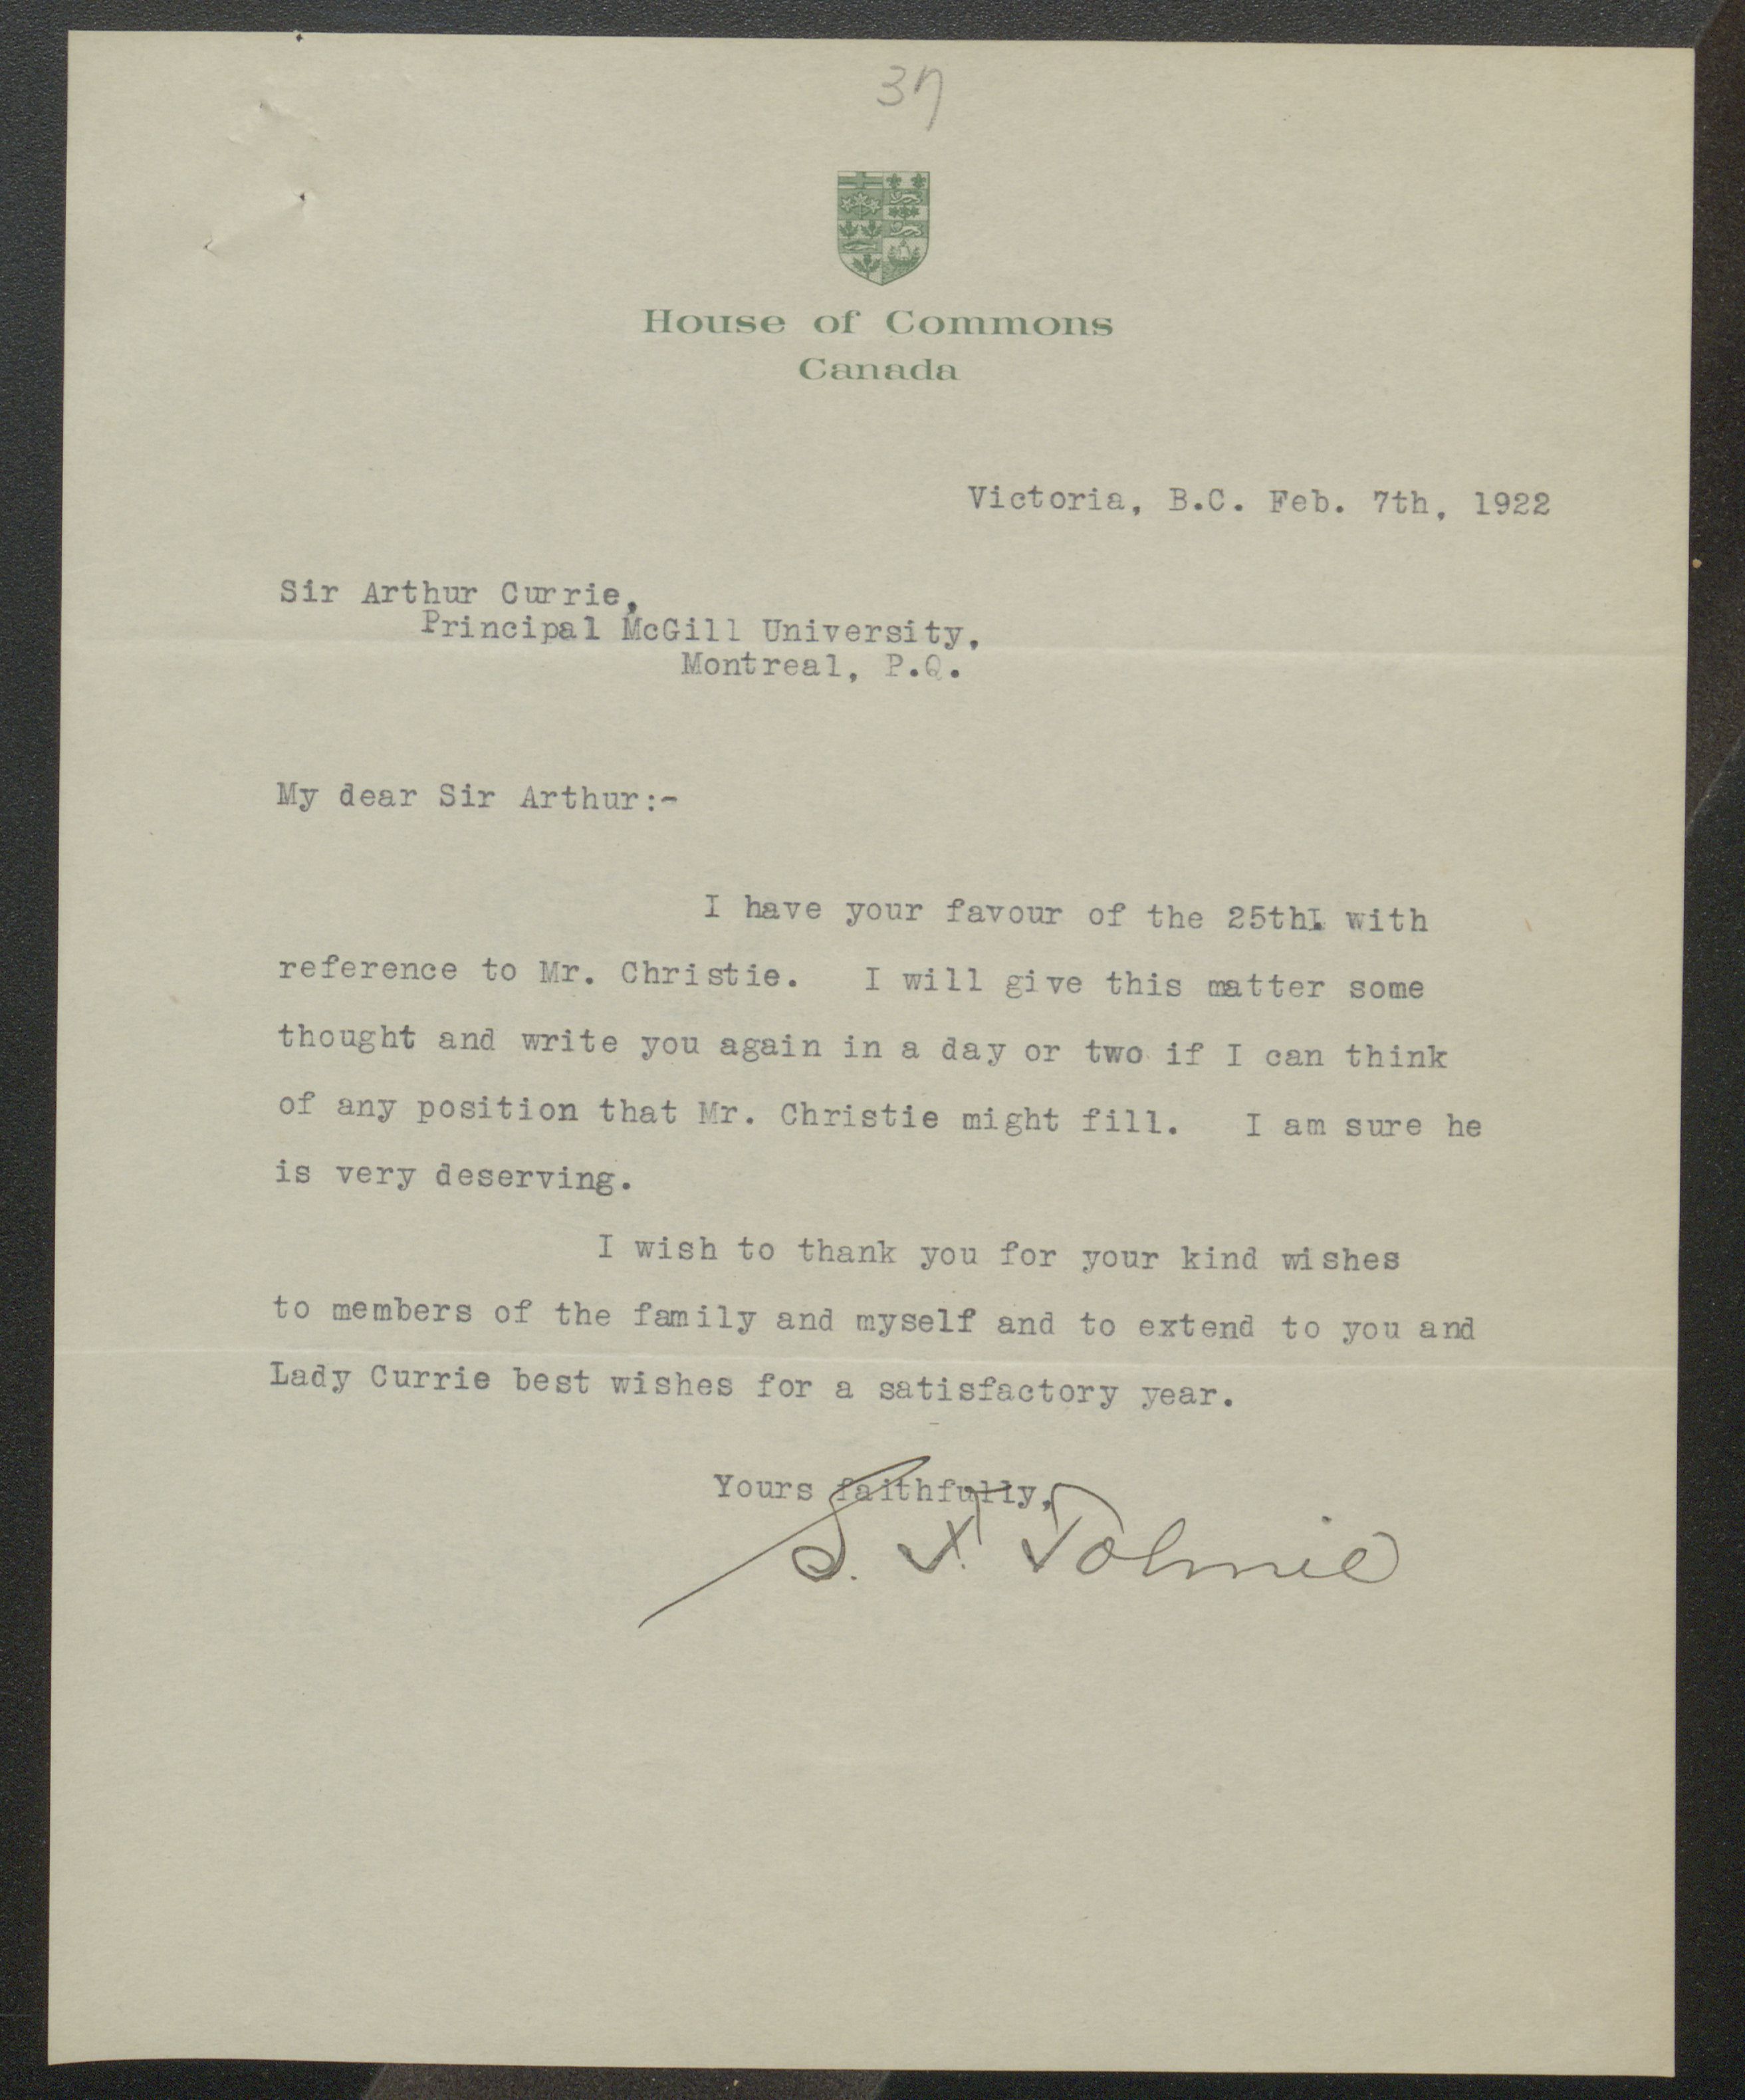 37
House of Commons
Canada
Victoria, B.C. Feb. 7th, 1922
Sir Arthur Currie,
Principal McGill University,
Montreal, P.Q.
My dear Sir Arthur:-
I have your favour of the 25th. with
reference to Mr. Christie. I will give this matter some
thought and write you again in a day or two if I can think
of any position that Mr. Christie might fill. I am sure he
is very deserving.
I wish to thank you for your kind wishes
to members of the family and myself and to extend to you and
Lady Currie best wishes for a satisfactory year.
Yours faithfully,
S. F. Tolmie